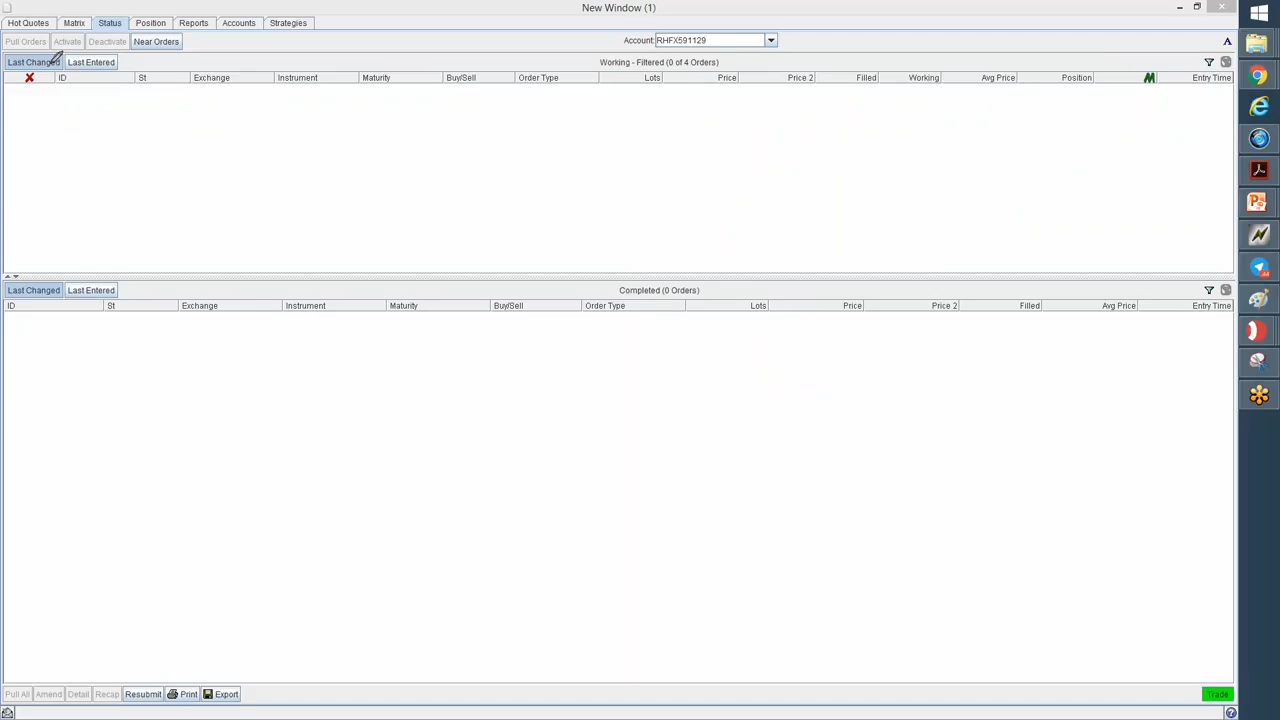 New Window (1)
Hot Quotes Matrix Status Position Reports Accounts Strategies
Pull Orders Activate Deactivate Near Orders Account: RHFX591129 A
Last Changed Last Entered Working - Filtered (0 of 4 Orders)
ID St Exchange Instrument Maturity Buy/Sell Order Type Lots Price Price 2 Filled Working Avg Price Position M Entry Time
Last Changed Last Entered Completed (0 Orders)
ID St Exchange Instrument Maturity Buy/Sell Order Type Lots Price Price 2 Filled Avg Price Entry Time
Pull All Amend Detail Recap Resubmit Print Export Trade